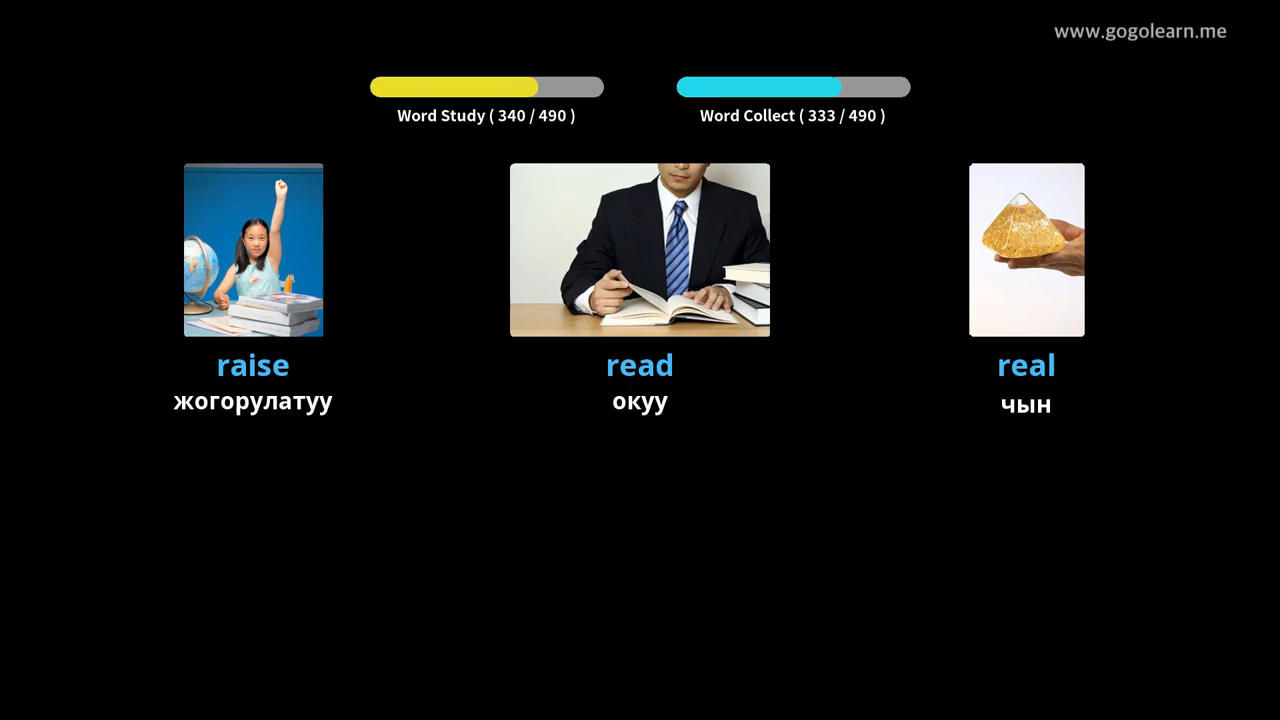 www.gogolearn.me
Word Study ( 340 / 490 )
Word Collect ( 333 / 490 )
raise
жогорулатуу
read
окуу
real
чын